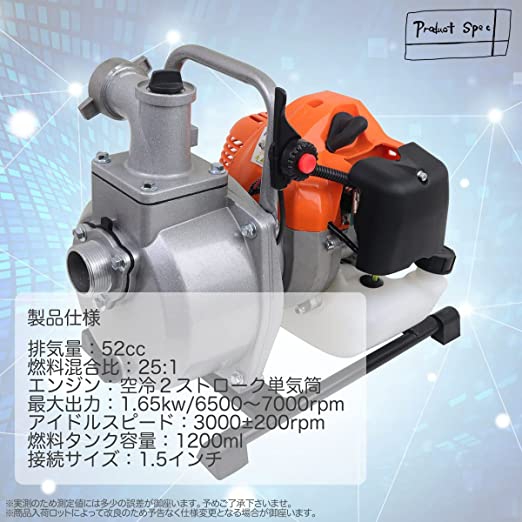 Product Spec
製品仕様
排気量：52cc
燃料混合比：25:1
エンジン：空冷２ストローク単気筒
最大出力：1.65kw/6500～7000rpm
アイドルスピード：3000±200rpm
燃料タンク容量：1200ml
接続サイズ：1.5インチ
※実測のため測定値には多少の誤差が御座います。予めご了承下さいませ。
※商品入荷ロットによって改良のため予告なく仕様変更となる場合が御座います。